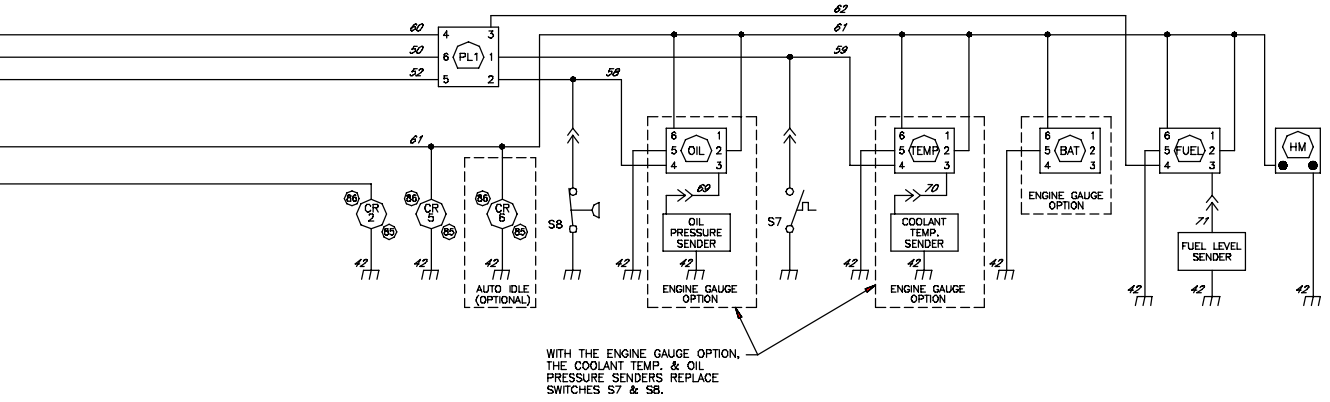 62
60 4 3 61
50 6 PL1 1 59
52 5 2 58
61
6 1
5 OIL 2
4 3
6 1
5 TEMP 2
4 3
6 1
5 BAT 2
4 3
6 1
5 FUEL 2
4 3
HM
69
70
71
ENGINE GAUGE
OPTION
86 CR
2 85
86 CR
5 85
86 CR
6 85
S8
OIL
PRESSURE
SENDER
S7
COOLANT
TEMP.
SENDER
FUEL LEVEL
SENDER
42 42 42 42 42 42 42 42
42 42 42
AUTO IDLE
(OPTIONAL)
ENGINE GAUGE
OPTION
ENGINE GAUGE
OPTION
WITH THE ENGINE GAUGE OPTION,
THE COOLANT TEMP. & OIL
PRESSURE SENDERS REPLACE
SWITCHES S7 & S8.